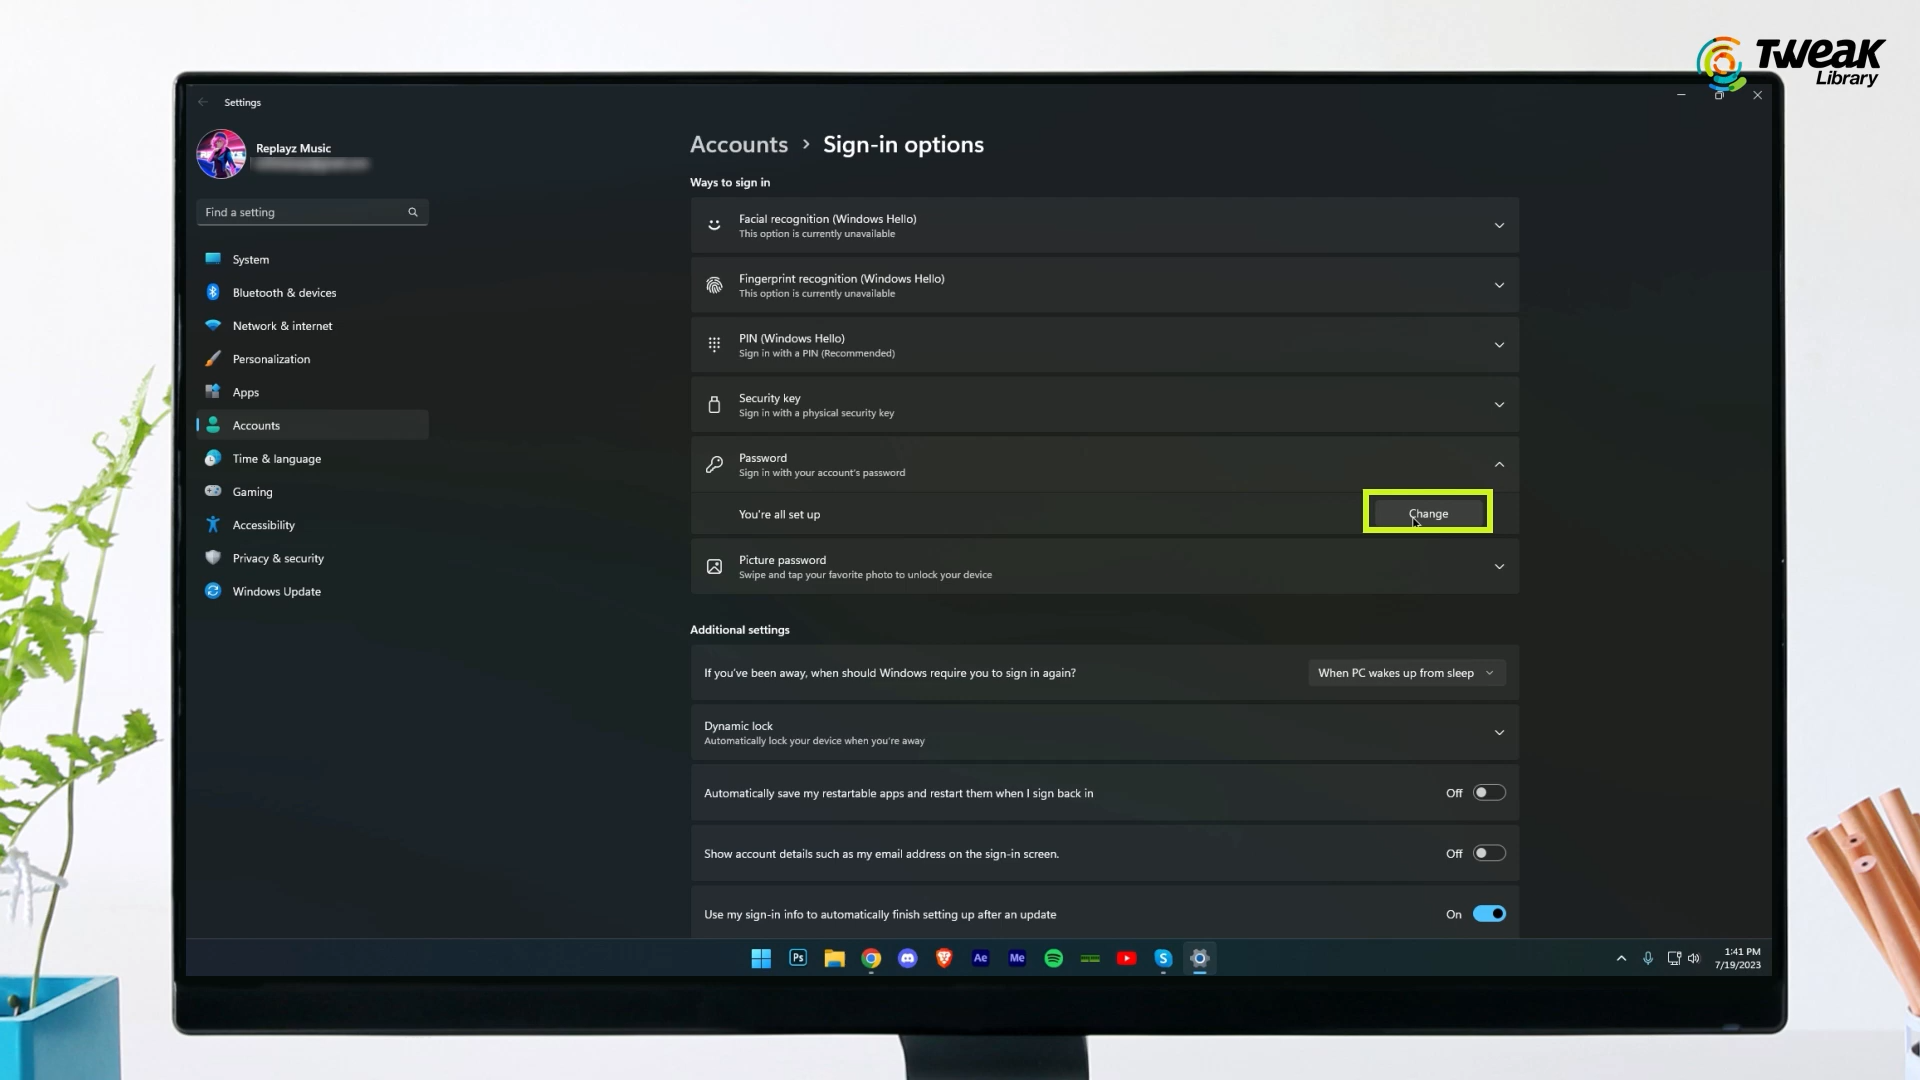 TWEAK
Library
Settings
Replayz Music
Find a setting
System
Bluetooth & devices
Network & internet
Personalization
Apps
Accounts
Time & language
Gaming
Accessibility
Privacy & security
Windows Update
Accounts > Sign-in options
Ways to sign in
Facial recognition (Windows Hello)
This option is currently unavailable
Fingerprint recognition (Windows Hello)
This option is currently unavailable
PIN (Windows Hello)
Sign in with a PIN (Recommended)
Security key
Sign in with a physical security key
Password
Sign in with your account's password
You're all set up
Change
Picture password
Swipe and tap your favorite photo to unlock your device
Additional settings
If you've been away, when should Windows require you to sign in again?
When PC wakes up from sleep
Dynamic lock
Automatically lock your device when you're away
Automatically save my restartable apps and restart them when I sign back in
Off
Show account details such as my email address on the sign-in screen.
Off
Use my sign-in info to automatically finish setting up after an update
On
Ps
Ae
Me
S
1:41 PM
7/19/2023